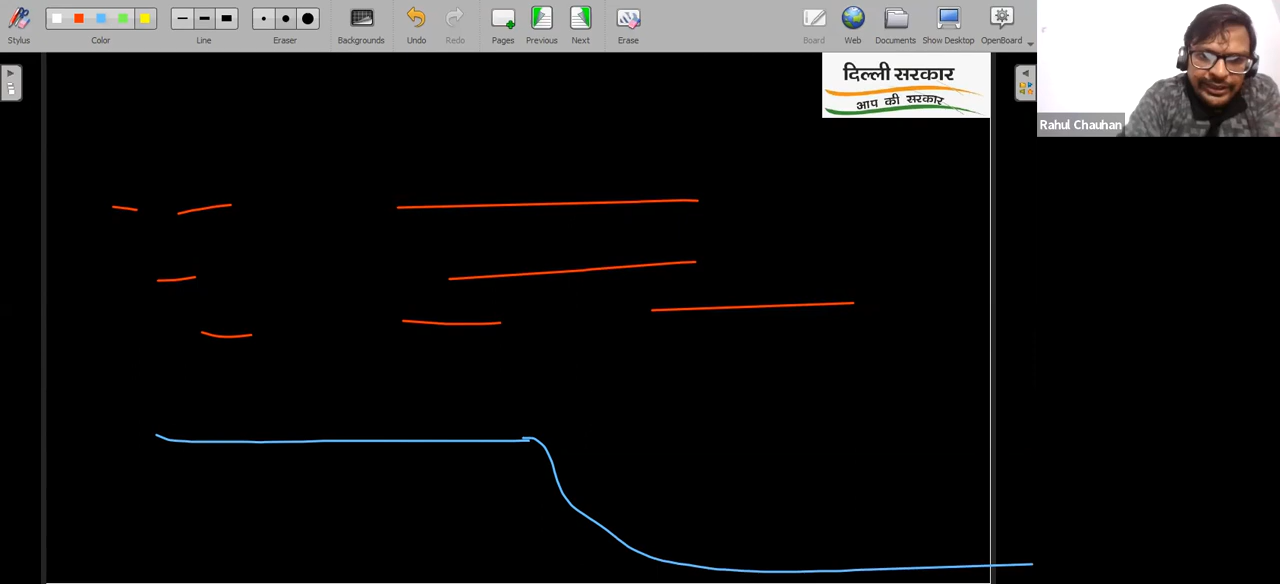 Stylus Color Line Eraser Backgrounds Undo Redo Pages Previous Next Erase Board Web Documents Show Desktop OpenBoard
दिल्ली सरकार
आप की सरकार
Rahul Chauhan